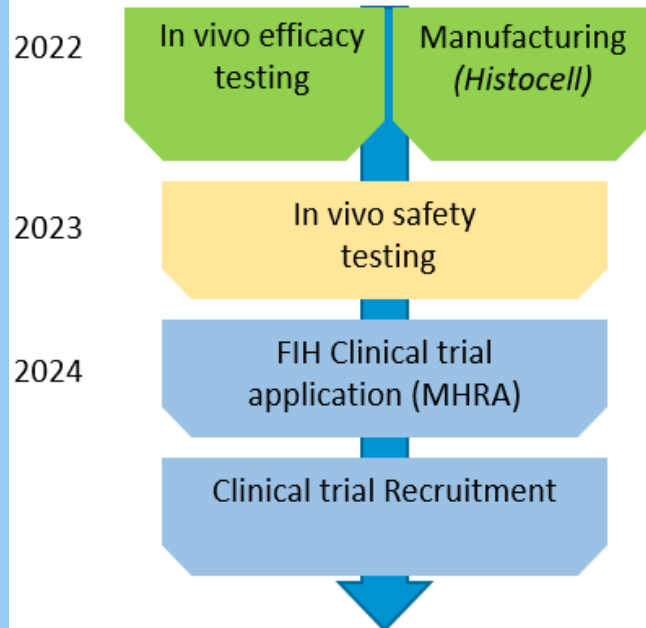 2022
In vivo efficacy
testing
Manufacturing
(Histocell)
2023
In vivo safety
testing
2024
FIH Clinical trial
application (MHRA)
Clinical trial Recruitment